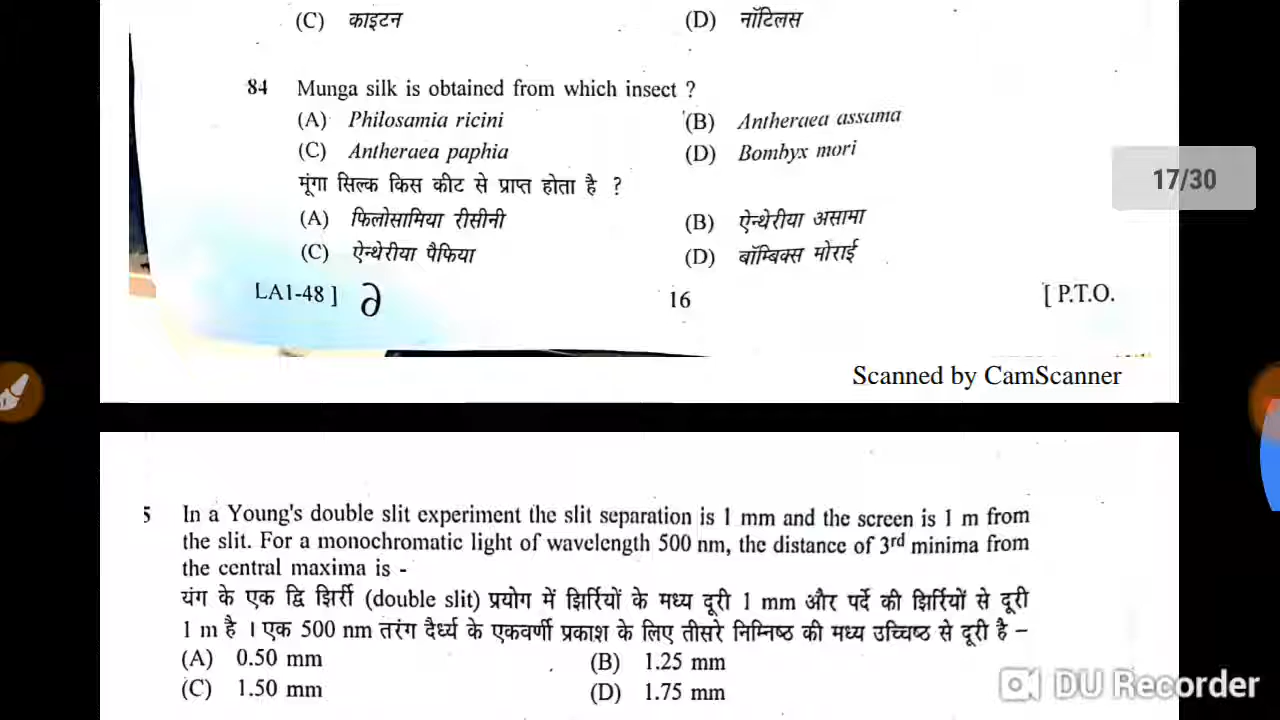 (C) काइटन (D) नॉटिलस
84 Munga silk is obtained from which insect ?
(A) Philosamia ricini (B) Antheraea assama
(C) Antheraea paphia (D) Bombyx mori
मूंगा सिल्क किस कीट से प्राप्त होता है ?
(A) फिलोसामिया रीसीनी (B) ऐन्थेरीया असामा
(C) ऐन्थेरीया पैफिया (D) बॉम्बिक्स मोराई
LA1-48 ] 16 [ P.T.O.
Scanned by CamScanner
17/30
5 In a Young's double slit experiment the slit separation is 1 mm and the screen is 1 m from
the slit. For a monochromatic light of wavelength 500 nm, the distance of 3rd minima from
the central maxima is -
यंग के एक द्वि झिर्री (double slit) प्रयोग में झिर्रियों के मध्य दूरी 1 mm और पर्दे की झिर्रियों से दूरी
1 m है । एक 500 nm तरंग दैर्ध्य के एकवर्णी प्रकाश के लिए तीसरे निम्निष्ठ की मध्य उच्चिष्ठ से दूरी है –
(A) 0.50 mm (B) 1.25 mm
(C) 1.50 mm (D) 1.75 mm
DU Recorder